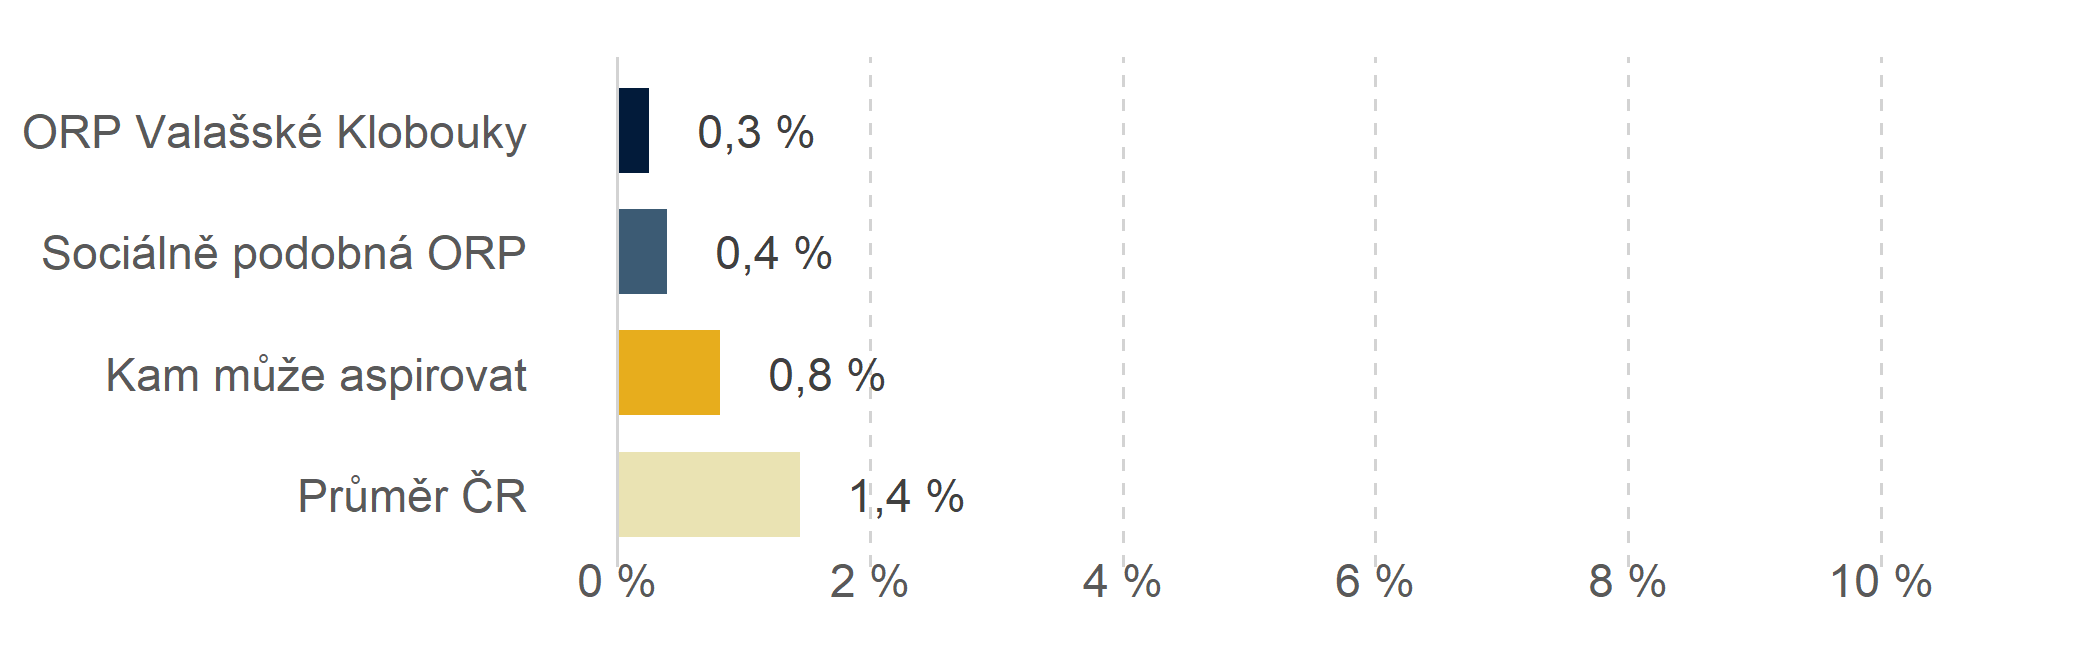 ORP Valašské Klobouky 0,3 %
Sociálně podobná ORP 0,4 %
Kam může aspirovat 0,8 %
Průměr ČR 1,4 %
0 % 2 % 4 % 6 % 8 % 10 %